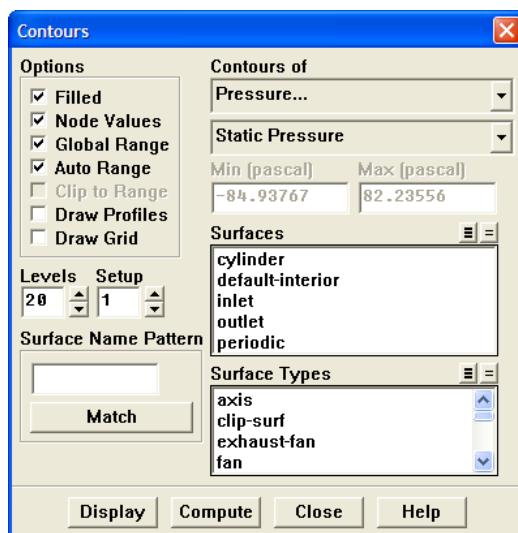 Contours
Options
Filled
Node Values
Global Range
Auto Range
Clip to Range
Draw Profiles
Draw Grid
Levels Setup
20 1
Surface Name Pattern
Match
Contours of
Pressure...
Static Pressure
Min (pascal) Max (pascal)
-84.93767 82.23556
Surfaces
cylinder
default-interior
inlet
outlet
periodic
Surface Types
axis
clip-surf
exhaust-fan
fan
Display Compute Close Help